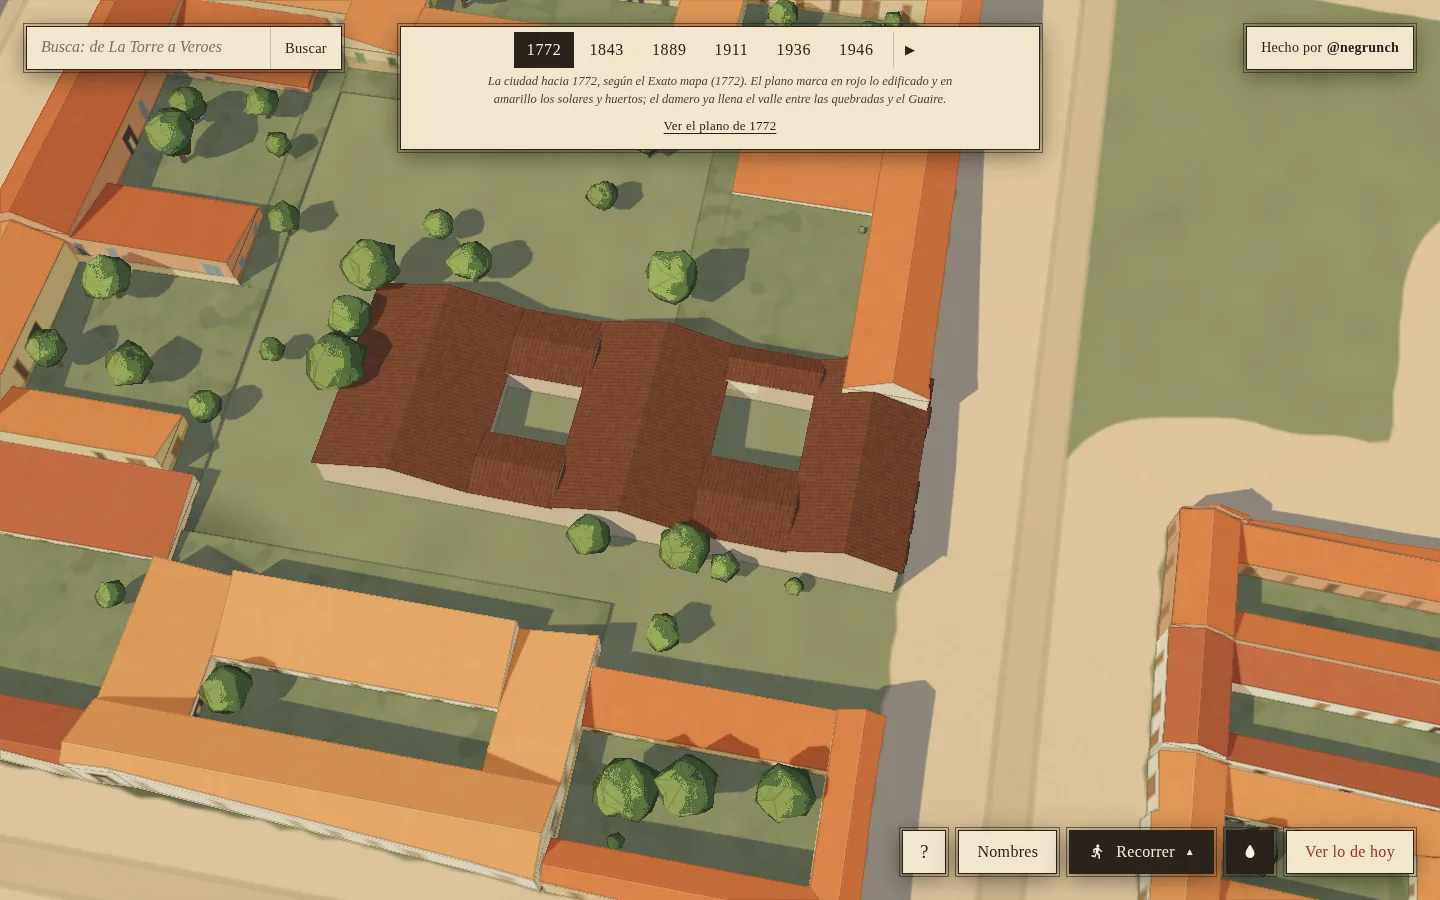 Busca: de La Torre a Veroes
Buscar
1772 1843 1889 1911 1936 1946 ▶
La ciudad hacia 1772, según el Exato mapa (1772). El plano marca en rojo lo edificado y en
amarillo los solares y huertos; el damero ya llena el valle entre las quebradas y el Guaire.
Ver el plano de 1772
Hecho por @negrunch
?
Nombres
Recorrer ▲
Ver lo de hoy